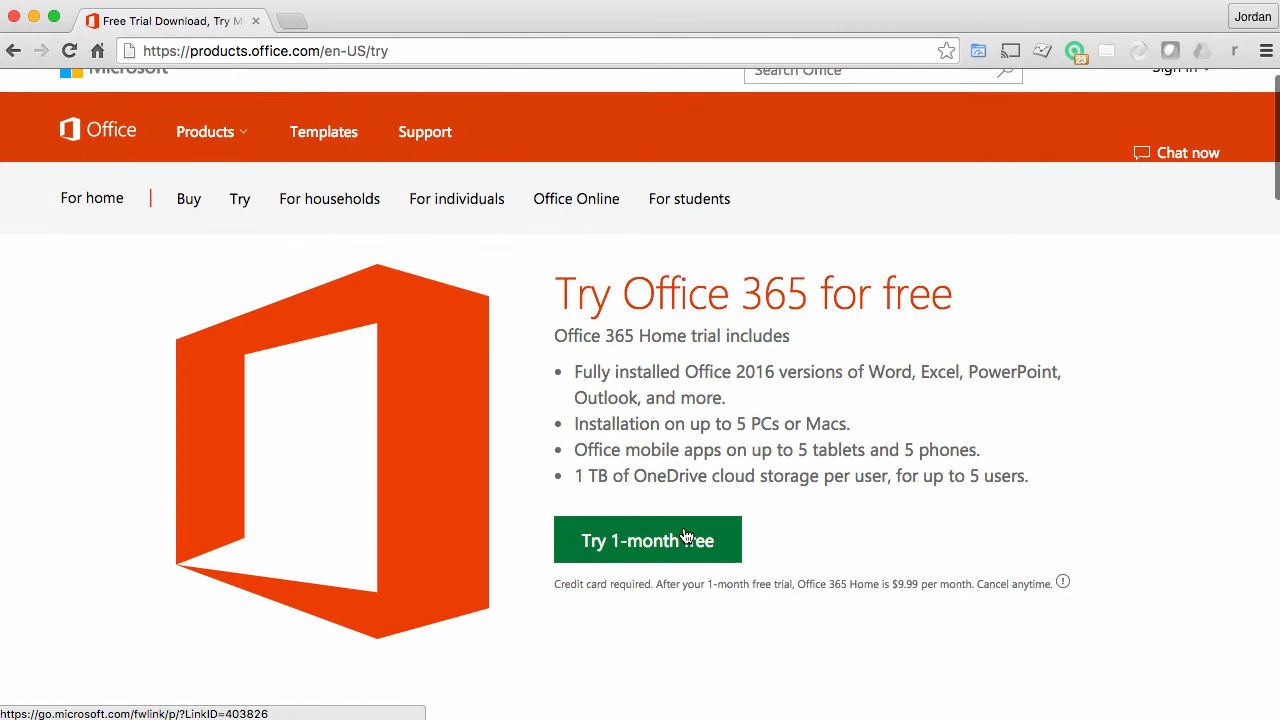 Free Trial Download, Try M
Jordan
https://products.office.com/en-US/try
23
r
Microsoft
Search Office
Sign in
Office
Products
Templates
Support
Chat now
For home
Buy
Try
For households
For individuals
Office Online
For students
Try Office 365 for free
Office 365 Home trial includes
• Fully installed Office 2016 versions of Word, Excel, PowerPoint,
Outlook, and more.
• Installation on up to 5 PCs or Macs.
• Office mobile apps on up to 5 tablets and 5 phones.
• 1 TB of OneDrive cloud storage per user, for up to 5 users.
Try 1-month free
Credit card required. After your 1-month free trial, Office 365 Home is $9.99 per month. Cancel anytime.
https://go.microsoft.com/fwlink/p/?LinkID=403826